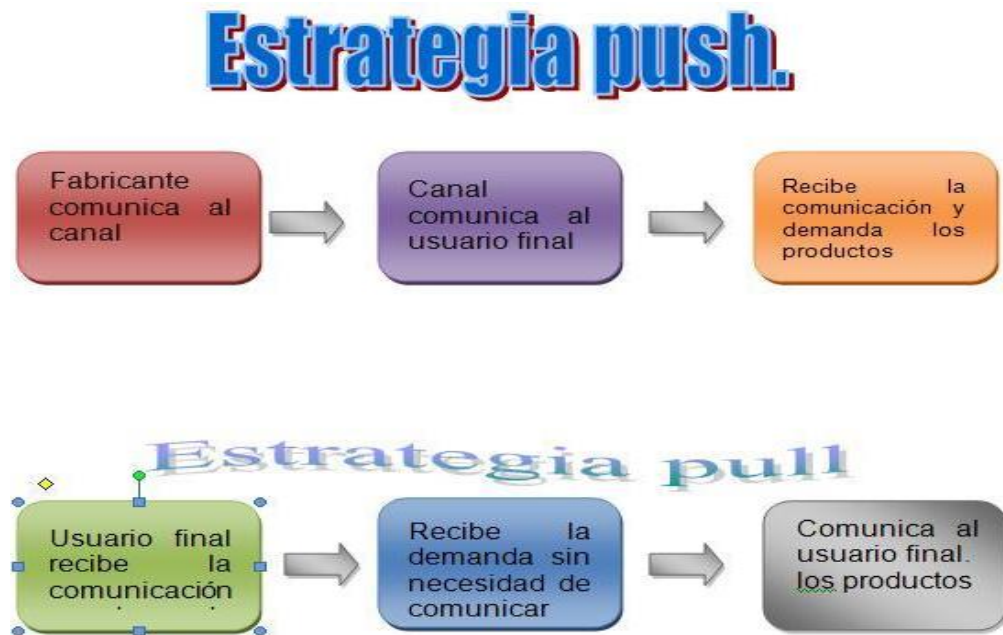 Estrategia push.
Fabricante
comunica al
canal
Canal
comunica al
usuario final
Recibe la
comunicación y
demanda los
productos
Estrategia pull
Usuario final
recibe la
comunicación
Recibe la
demanda sin
necesidad de
comunicar
Comunica al
usuario final.
los productos